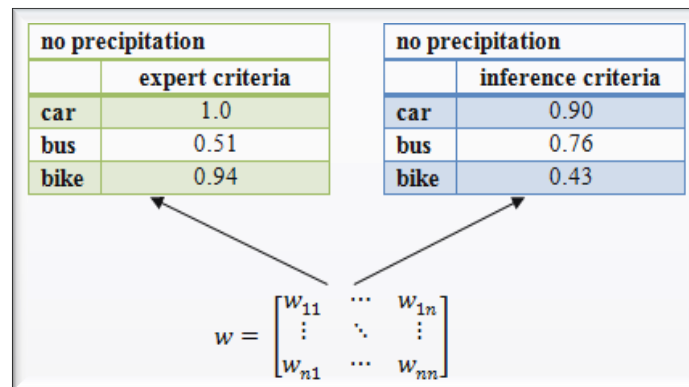 no precipitation
expert criteria
car 1.0
bus 0.51
bike 0.94
no precipitation
inference criteria
car 0.90
bus 0.76
bike 0.43
w₁₁ ⋯ w₁ₙ
w = [⋮ ⋱ ⋮]
wₙ₁ ⋯ wₙₙ